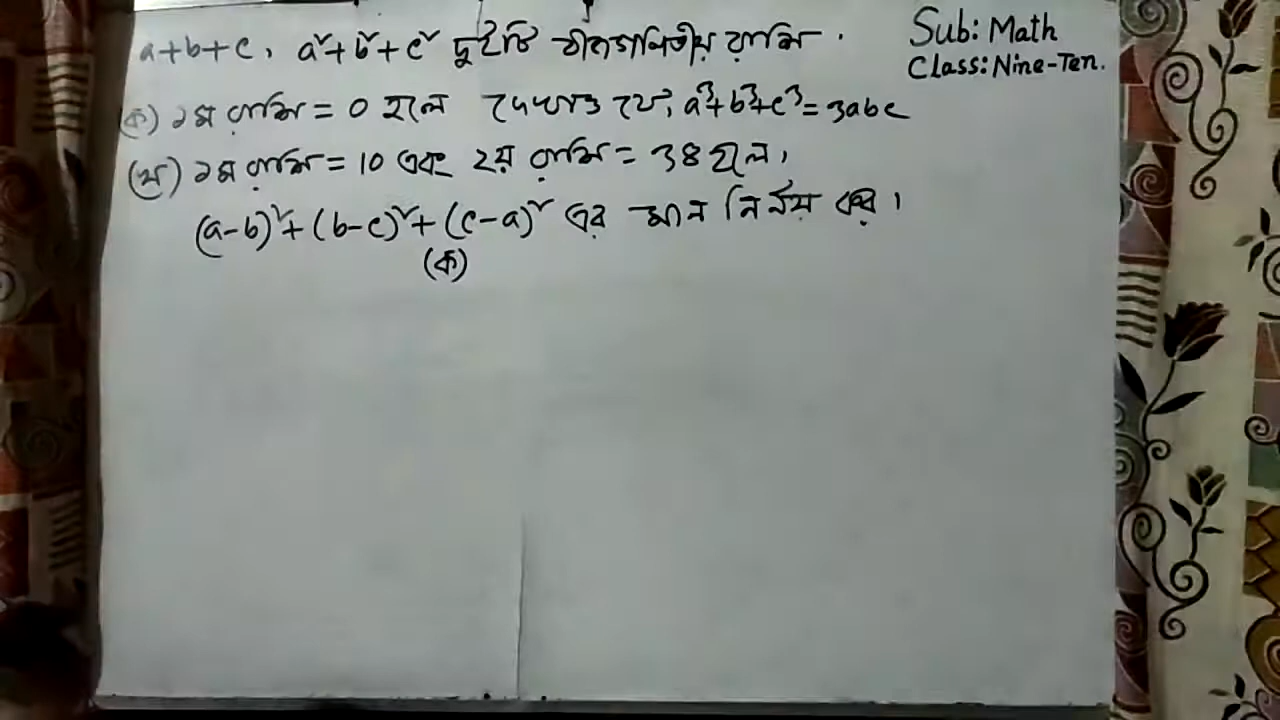 a+b+c, a²+b²+c² দুইটি বীজগণিতীয় রাশি.
Sub: Math
Class: Nine-Ten.
(ক) ১ম রাশি = 0 হলে দেখাও যে, a³+b³+c³=3abc
(খ) ১ম রাশি = 10 এবং ২য় রাশি = 38 হলে,
(a-b)²+(b-c)²+(c-a)² এর মান নির্ণয় কর।
(ক)